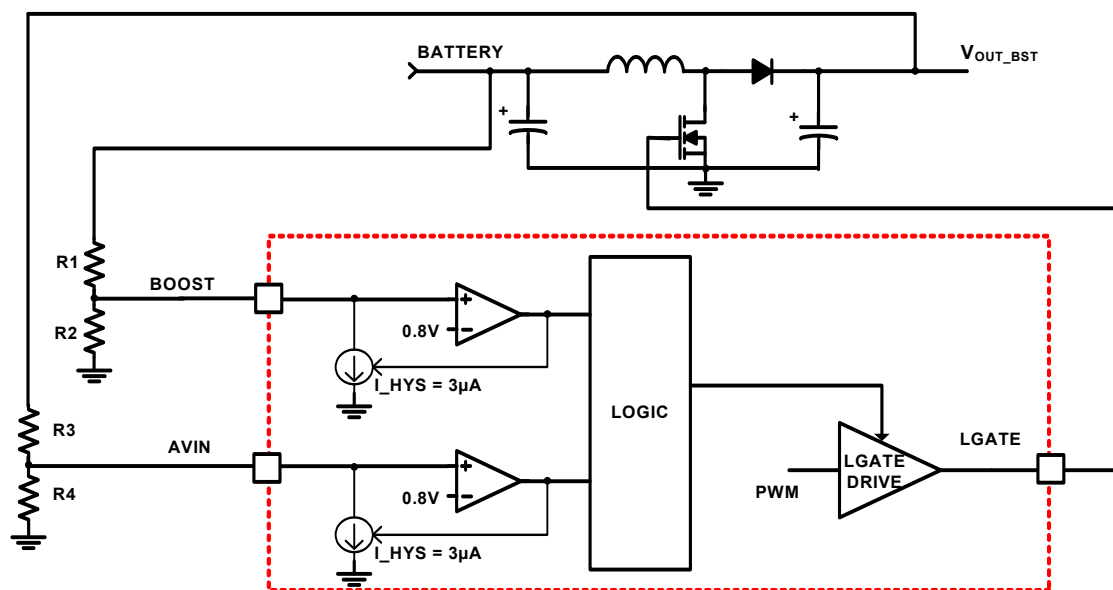 BATTERY
VOUT_BST
+
+
R1
BOOST
R2
+
0.8V
−
I_HYS = 3µA
LOGIC
R3
AVIN
R4
+
0.8V
−
I_HYS = 3µA
PWM
LGATE
DRIVE
LGATE